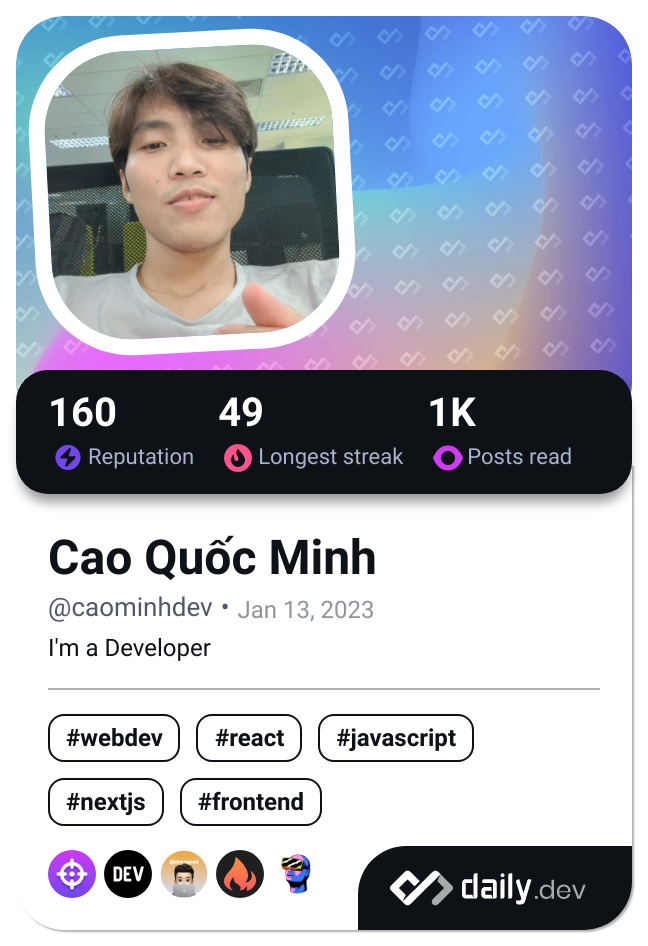 160 49 1K
Reputation Longest streak Posts read
Cao Quốc Minh
@caominhdev • Jan 13, 2023
I'm a Developer
#webdev #react #javascript
#nextjs #frontend
DEV
daily.dev